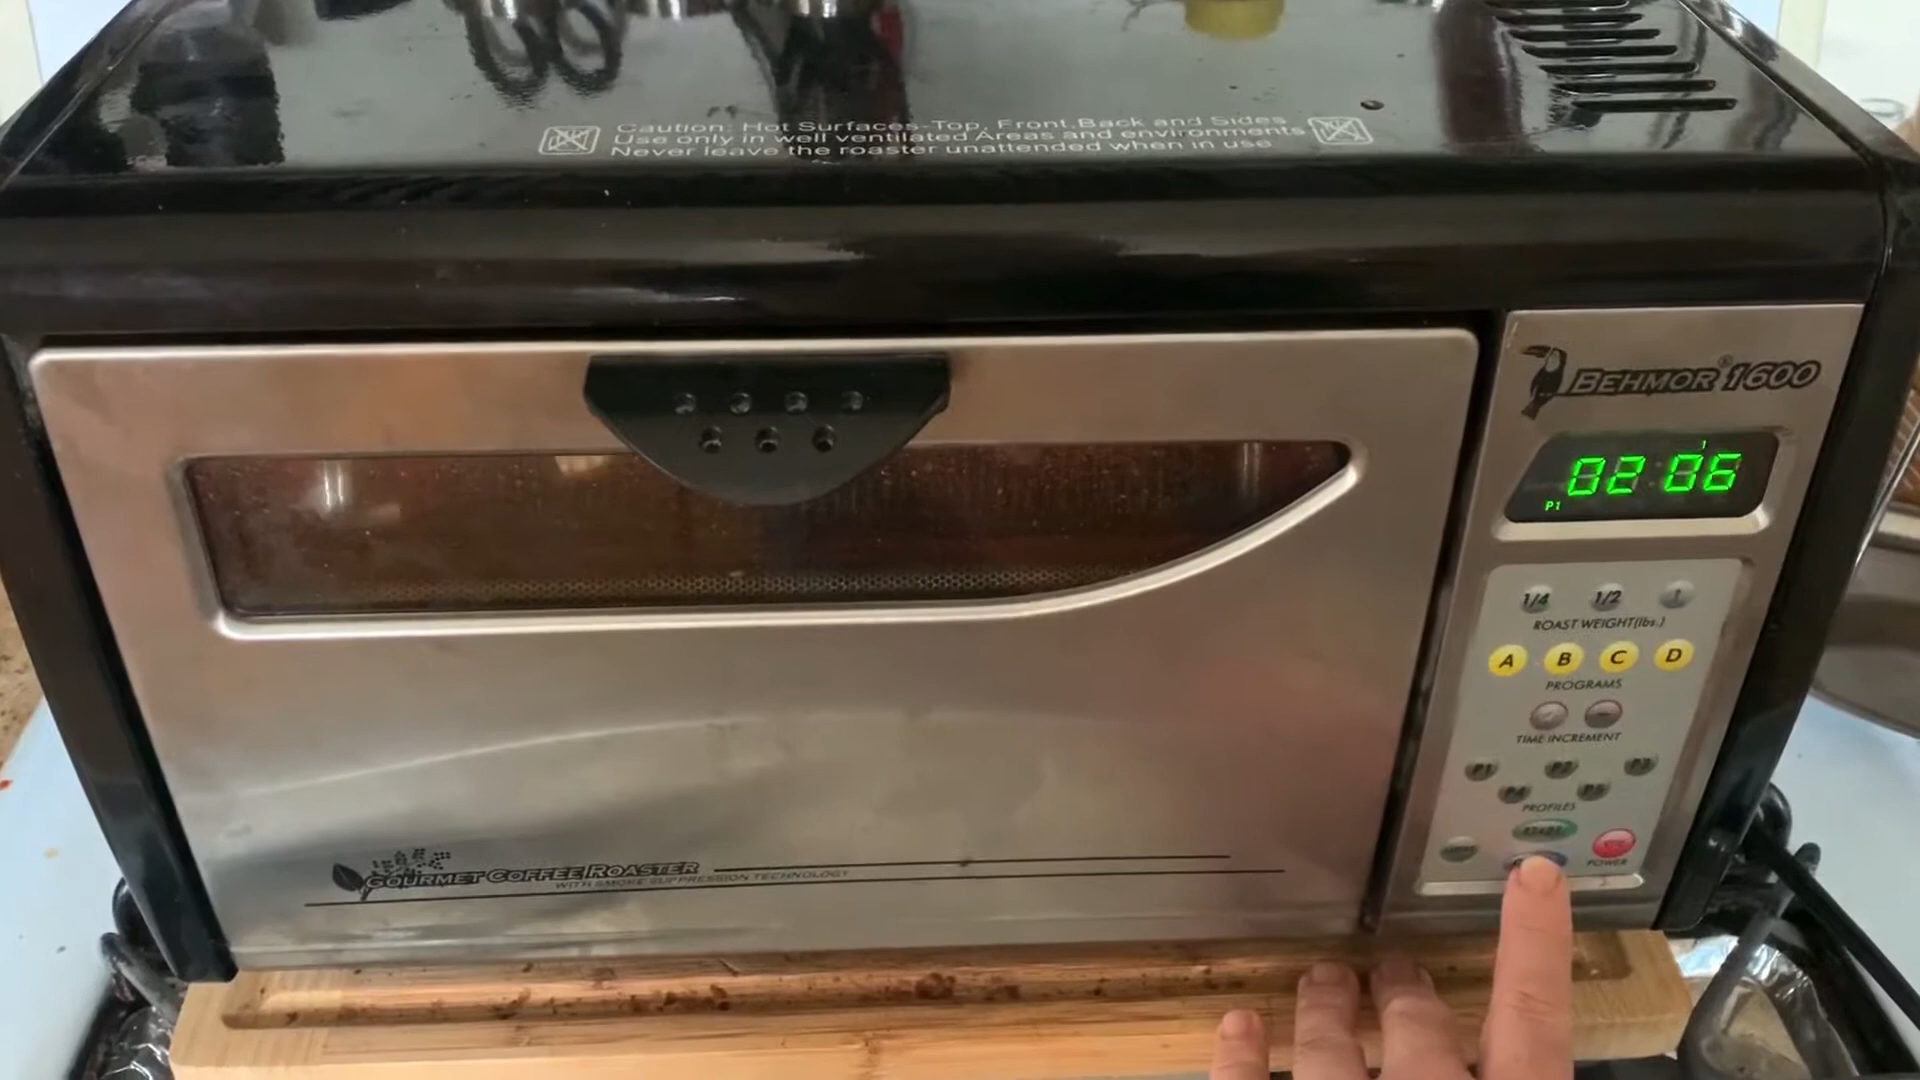 Caution: Hot Surfaces-Top, Front,Back and Sides
Use only in well ventilated Areas and environments
Never leave the roaster unattended when in use
BEHMOR® 1600
1
02 06
P1
1/4 1/2 1
ROAST WEIGHT(lbs.)
A B C D
PROGRAMS
TIME INCREMENT
P1 P2 P3
P4 P5
PROFILES
START
POWER
GOURMET COFFEE ROASTER
WITH SMOKE SUPPRESSION TECHNOLOGY